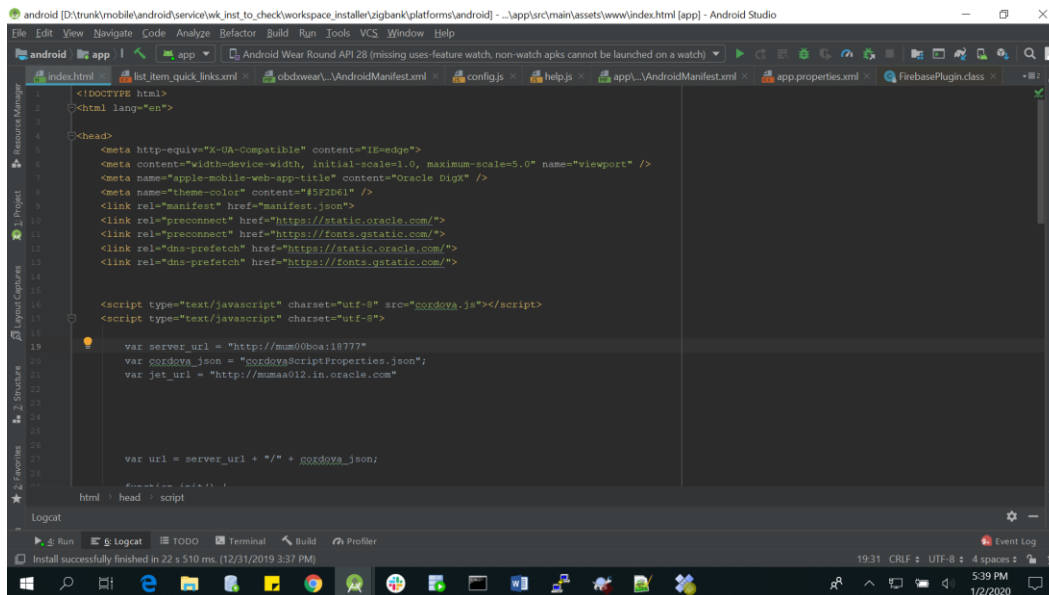 android [D:\trunk\mobile\android\service\wk_inst_to_check\workspace_installer\zigbank\platforms\android] - ...\app\src\main\assets\www\index.html [app] - Android Studio
File Edit View Navigate Code Analyze Refactor Build Run Tools VCS Window Help
android app app Android Wear Round API 28 (missing uses-feature watch, non-watch apks cannot be launched on a watch)
index.html list_item_quick_links.xml obdxwear\...\AndroidManifest.xml config.js help.js app\...\AndroidManifest.xml app.properties.xml FirebasePlugin.class 2
Resource Manager
1: Project
Layout Captures
7: Structure
2: Favorites
1 <!DOCTYPE html>
2 <html lang="en">
3
4 <head>
5 <meta http-equiv="X-UA-Compatible" content="IE=edge">
6 <meta content="width=device-width, initial-scale=1.0, maximum-scale=5.0" name="viewport" />
7 <meta name="apple-mobile-web-app-title" content="Oracle DigX" />
8 <meta name="theme-color" content="#5F2D61" />
9 <link rel="manifest" href="manifest.json">
10 <link rel="preconnect" href="https://static.oracle.com/">
11 <link rel="preconnect" href="https://fonts.gstatic.com/">
12 <link rel="dns-prefetch" href="https://static.oracle.com/">
13 <link rel="dns-prefetch" href="https://fonts.gstatic.com/">
14
15
16 <script type="text/javascript" charset="utf-8" src="cordova.js"></script>
17 <script type="text/javascript" charset="utf-8">
18
19 var server_url = "http://mum00boa:18777"
20 var cordova_json = "cordovaScriptProperties.json";
21 var jet_url = "http://mumaa012.in.oracle.com"
22
23
24
25
26
27 var url = server_url + "/" + cordova_json;
28
html head script
Logcat
4: Run 6: Logcat TODO Terminal Build Profiler Event Log
Install successfully finished in 22 s 510 ms. (12/31/2019 3:37 PM) 19:31 CRLF UTF-8 4 spaces
5:39 PM
1/2/2020